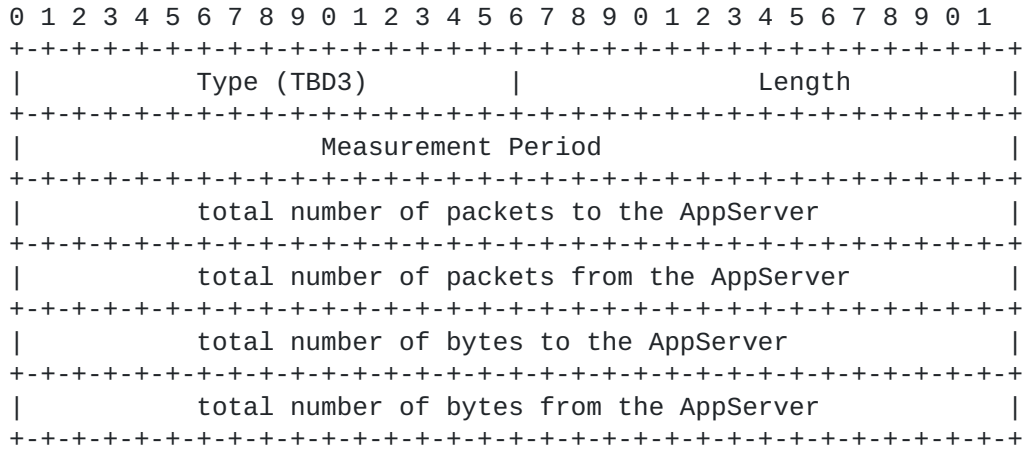 0 1 2 3 4 5 6 7 8 9 0 1 2 3 4 5 6 7 8 9 0 1 2 3 4 5 6 7 8 9 0 1
+-+-+-+-+-+-+-+-+-+-+-+-+-+-+-+-+-+-+-+-+-+-+-+-+-+-+-+-+-+-+-+-+
|           Type (TBD3)         |               Length          |
+-+-+-+-+-+-+-+-+-+-+-+-+-+-+-+-+-+-+-+-+-+-+-+-+-+-+-+-+-+-+-+-+
|                   Measurement Period                          |
+-+-+-+-+-+-+-+-+-+-+-+-+-+-+-+-+-+-+-+-+-+-+-+-+-+-+-+-+-+-+-+-+
|           total number of packets to the AppServer            |
+-+-+-+-+-+-+-+-+-+-+-+-+-+-+-+-+-+-+-+-+-+-+-+-+-+-+-+-+-+-+-+-+
|           total number of packets from the AppServer          |
+-+-+-+-+-+-+-+-+-+-+-+-+-+-+-+-+-+-+-+-+-+-+-+-+-+-+-+-+-+-+-+-+
|           total number of bytes to the AppServer              |
+-+-+-+-+-+-+-+-+-+-+-+-+-+-+-+-+-+-+-+-+-+-+-+-+-+-+-+-+-+-+-+-+
|           total number of bytes from the AppServer            |
+-+-+-+-+-+-+-+-+-+-+-+-+-+-+-+-+-+-+-+-+-+-+-+-+-+-+-+-+-+-+-+-+